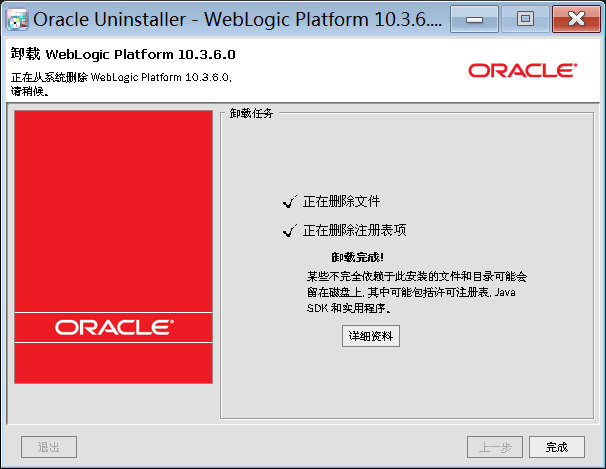 Oracle Uninstaller - WebLogic Platform 10.3.6....
卸载 WebLogic Platform 10.3.6.0
正在从系统删除 WebLogic Platform 10.3.6.0,
请稍候。
ORACLE
卸载任务
正在删除文件
正在删除注册表项
卸载完成!
某些不完全依赖于此安装的文件和目录可能会
留在磁盘上, 其中可能包括许可注册表, Java
SDK 和实用程序。
详细资料
ORACLE
退出
上一步
完成